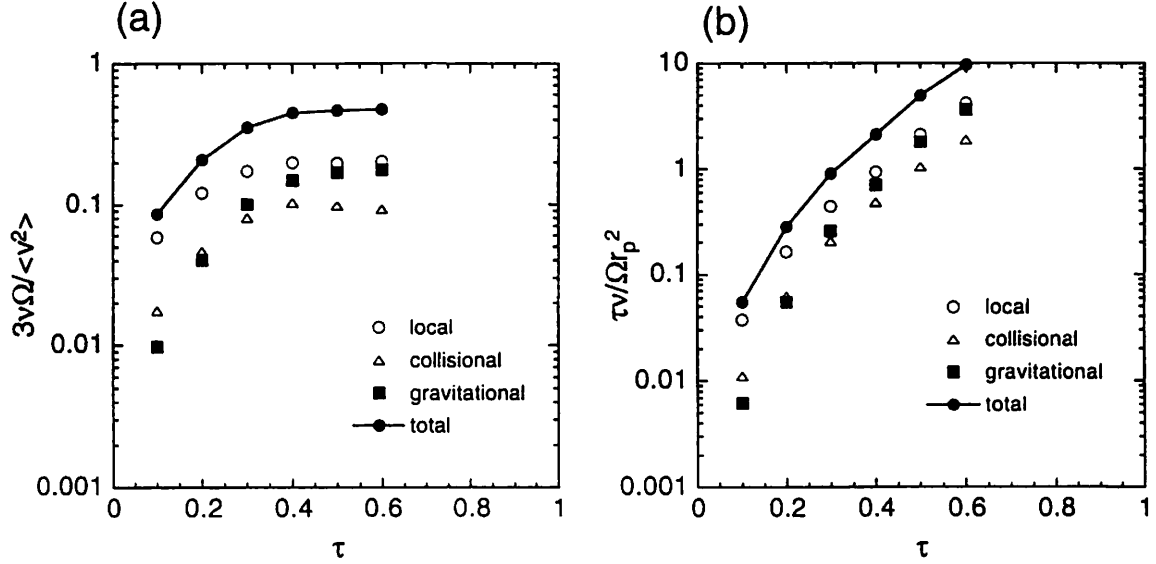 (a)
3νΩ/<v²>
1
0.1
0.01
0.001
0 0.2 0.4 0.6 0.8 1
τ
local
collisional
gravitational
total
(b)
τν/Ωrₚ²
10
1
0.1
0.01
0.001
0 0.2 0.4 0.6 0.8 1
τ
local
collisional
gravitational
total